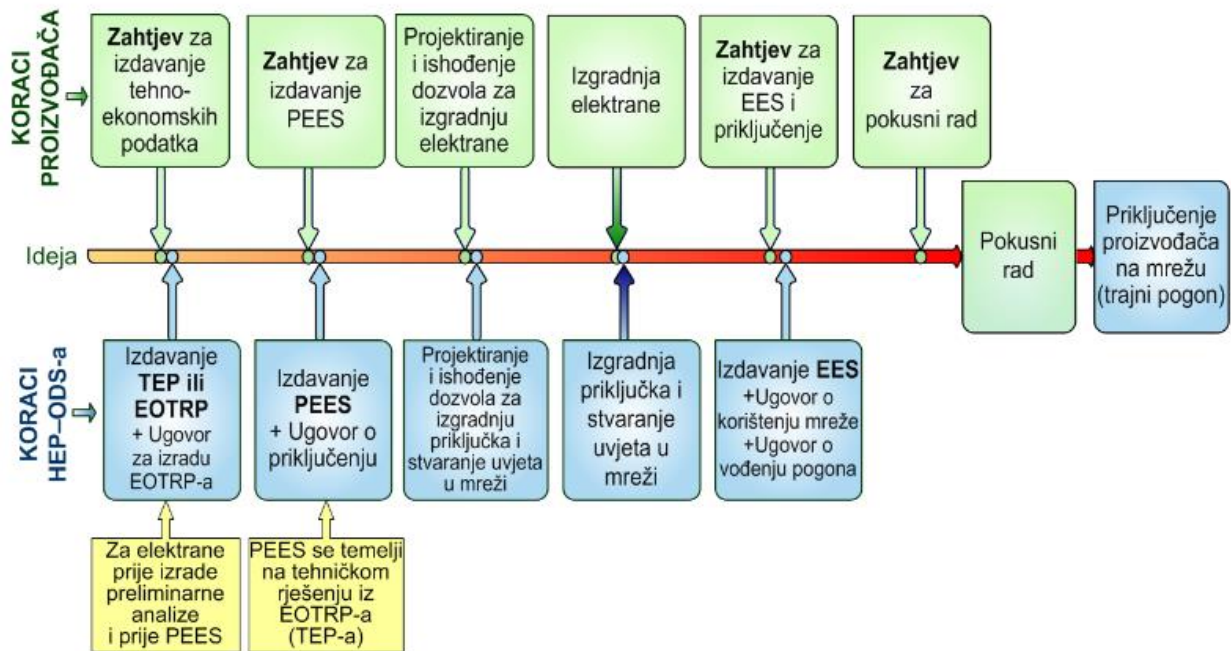 KORACI
PROIZVOĐAČA
Zahtjev za
izdavanje
tehno-
ekonomskih
podatka
Zahtjev za
izdavanje
PEES
Projektiranje
i ishođenje
dozvola za
izgradnju
elektrane
Izgradnja
elektrane
Zahtjev za
izdavanje
EES i
priključenje
Zahtjev
za
pokusni rad
Ideja
Pokusni
rad
Priključenje
proizvođača
na mrežu
(trajni pogon)
KORACI
HEP–ODS-a
Izdavanje
TEP ili
EOTRP
+ Ugovor
za izradu
EOTRP-a
Izdavanje
PEES
+ Ugovor o
priključenju
Projektiranje
i ishođenje
dozvola za
izgradnju
priključka i
stvaranje uvjeta
u mreži
Izgradnja
priključka i
stvaranje
uvjeta u
mreži
Izdavanje EES
+Ugovor o
korištenju mreže
+Ugovor o
vođenju pogona
Za elektrane
prije izrade
preliminarne
analize
i prije PEES
PEES se temelji
na tehničkom
rješenju iz
EOTRP-a
(TEP-a)